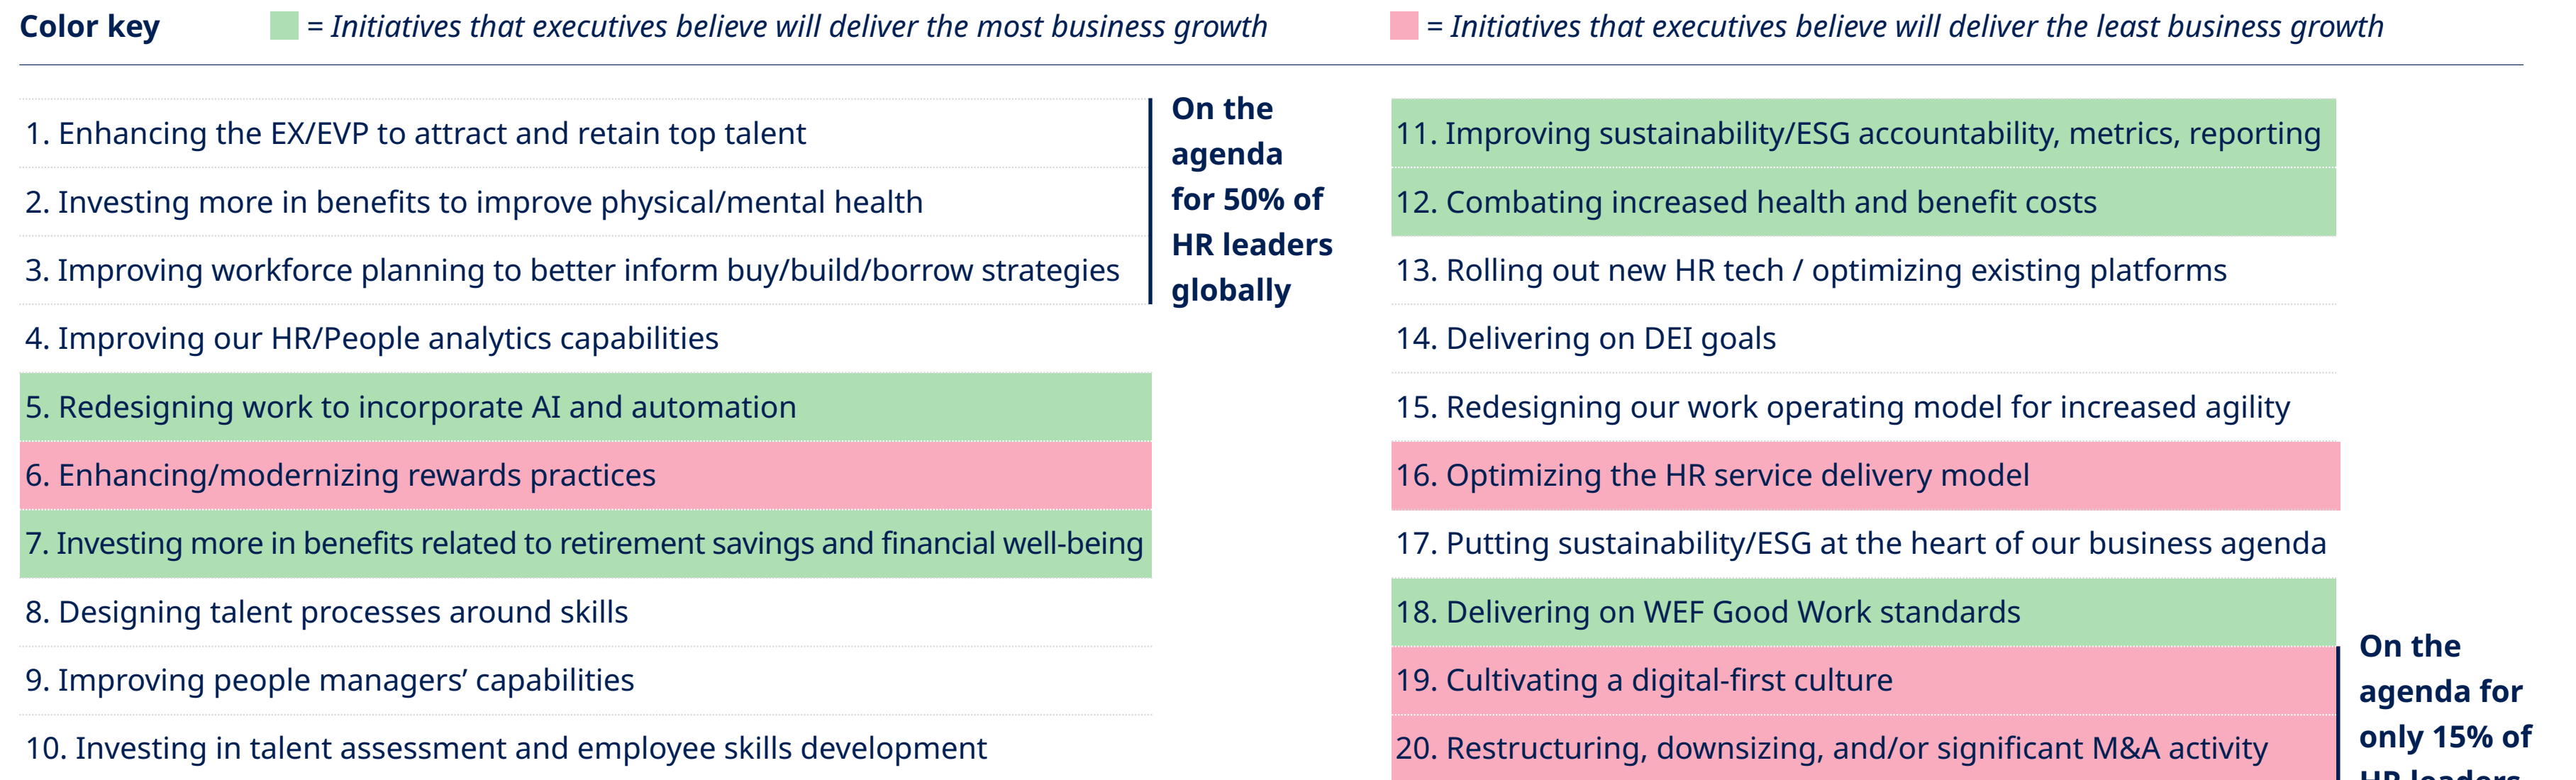 Color key
= Initiatives that executives believe will deliver the most business growth
= Initiatives that executives believe will deliver the least business growth
1. Enhancing the EX/EVP to attract and retain top talent
2. Investing more in benefits to improve physical/mental health
3. Improving workforce planning to better inform buy/build/borrow strategies
On the
agenda
for 50% of
HR leaders
globally
4. Improving our HR/People analytics capabilities
5. Redesigning work to incorporate AI and automation
6. Enhancing/modernizing rewards practices
7. Investing more in benefits related to retirement savings and financial well-being
8. Designing talent processes around skills
9. Improving people managers’ capabilities
10. Investing in talent assessment and employee skills development
11. Improving sustainability/ESG accountability, metrics, reporting
12. Combating increased health and benefit costs
13. Rolling out new HR tech / optimizing existing platforms
14. Delivering on DEI goals
15. Redesigning our work operating model for increased agility
16. Optimizing the HR service delivery model
17. Putting sustainability/ESG at the heart of our business agenda
18. Delivering on WEF Good Work standards
19. Cultivating a digital-first culture
20. Restructuring, downsizing, and/or significant M&A activity
On the
agenda for
only 15% of
HR leaders